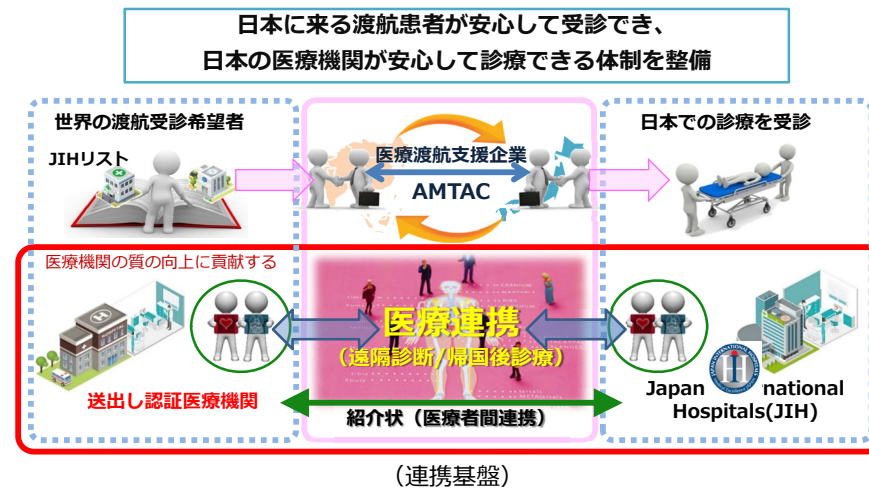 日本に来る渡航患者が安心して受診でき、
日本の医療機関が安心して診療できる体制を整備
世界の渡航受診希望者
JIHリスト
医療渡航支援企業
AMTAC
日本での診療を受診
医療機関の質の向上に貢献する
医療連携
(遠隔診断/帰国後診療)
送出し認証医療機関
紹介状(医療者間連携)
Japan national
Hospitals(JIH)
(連携基盤)